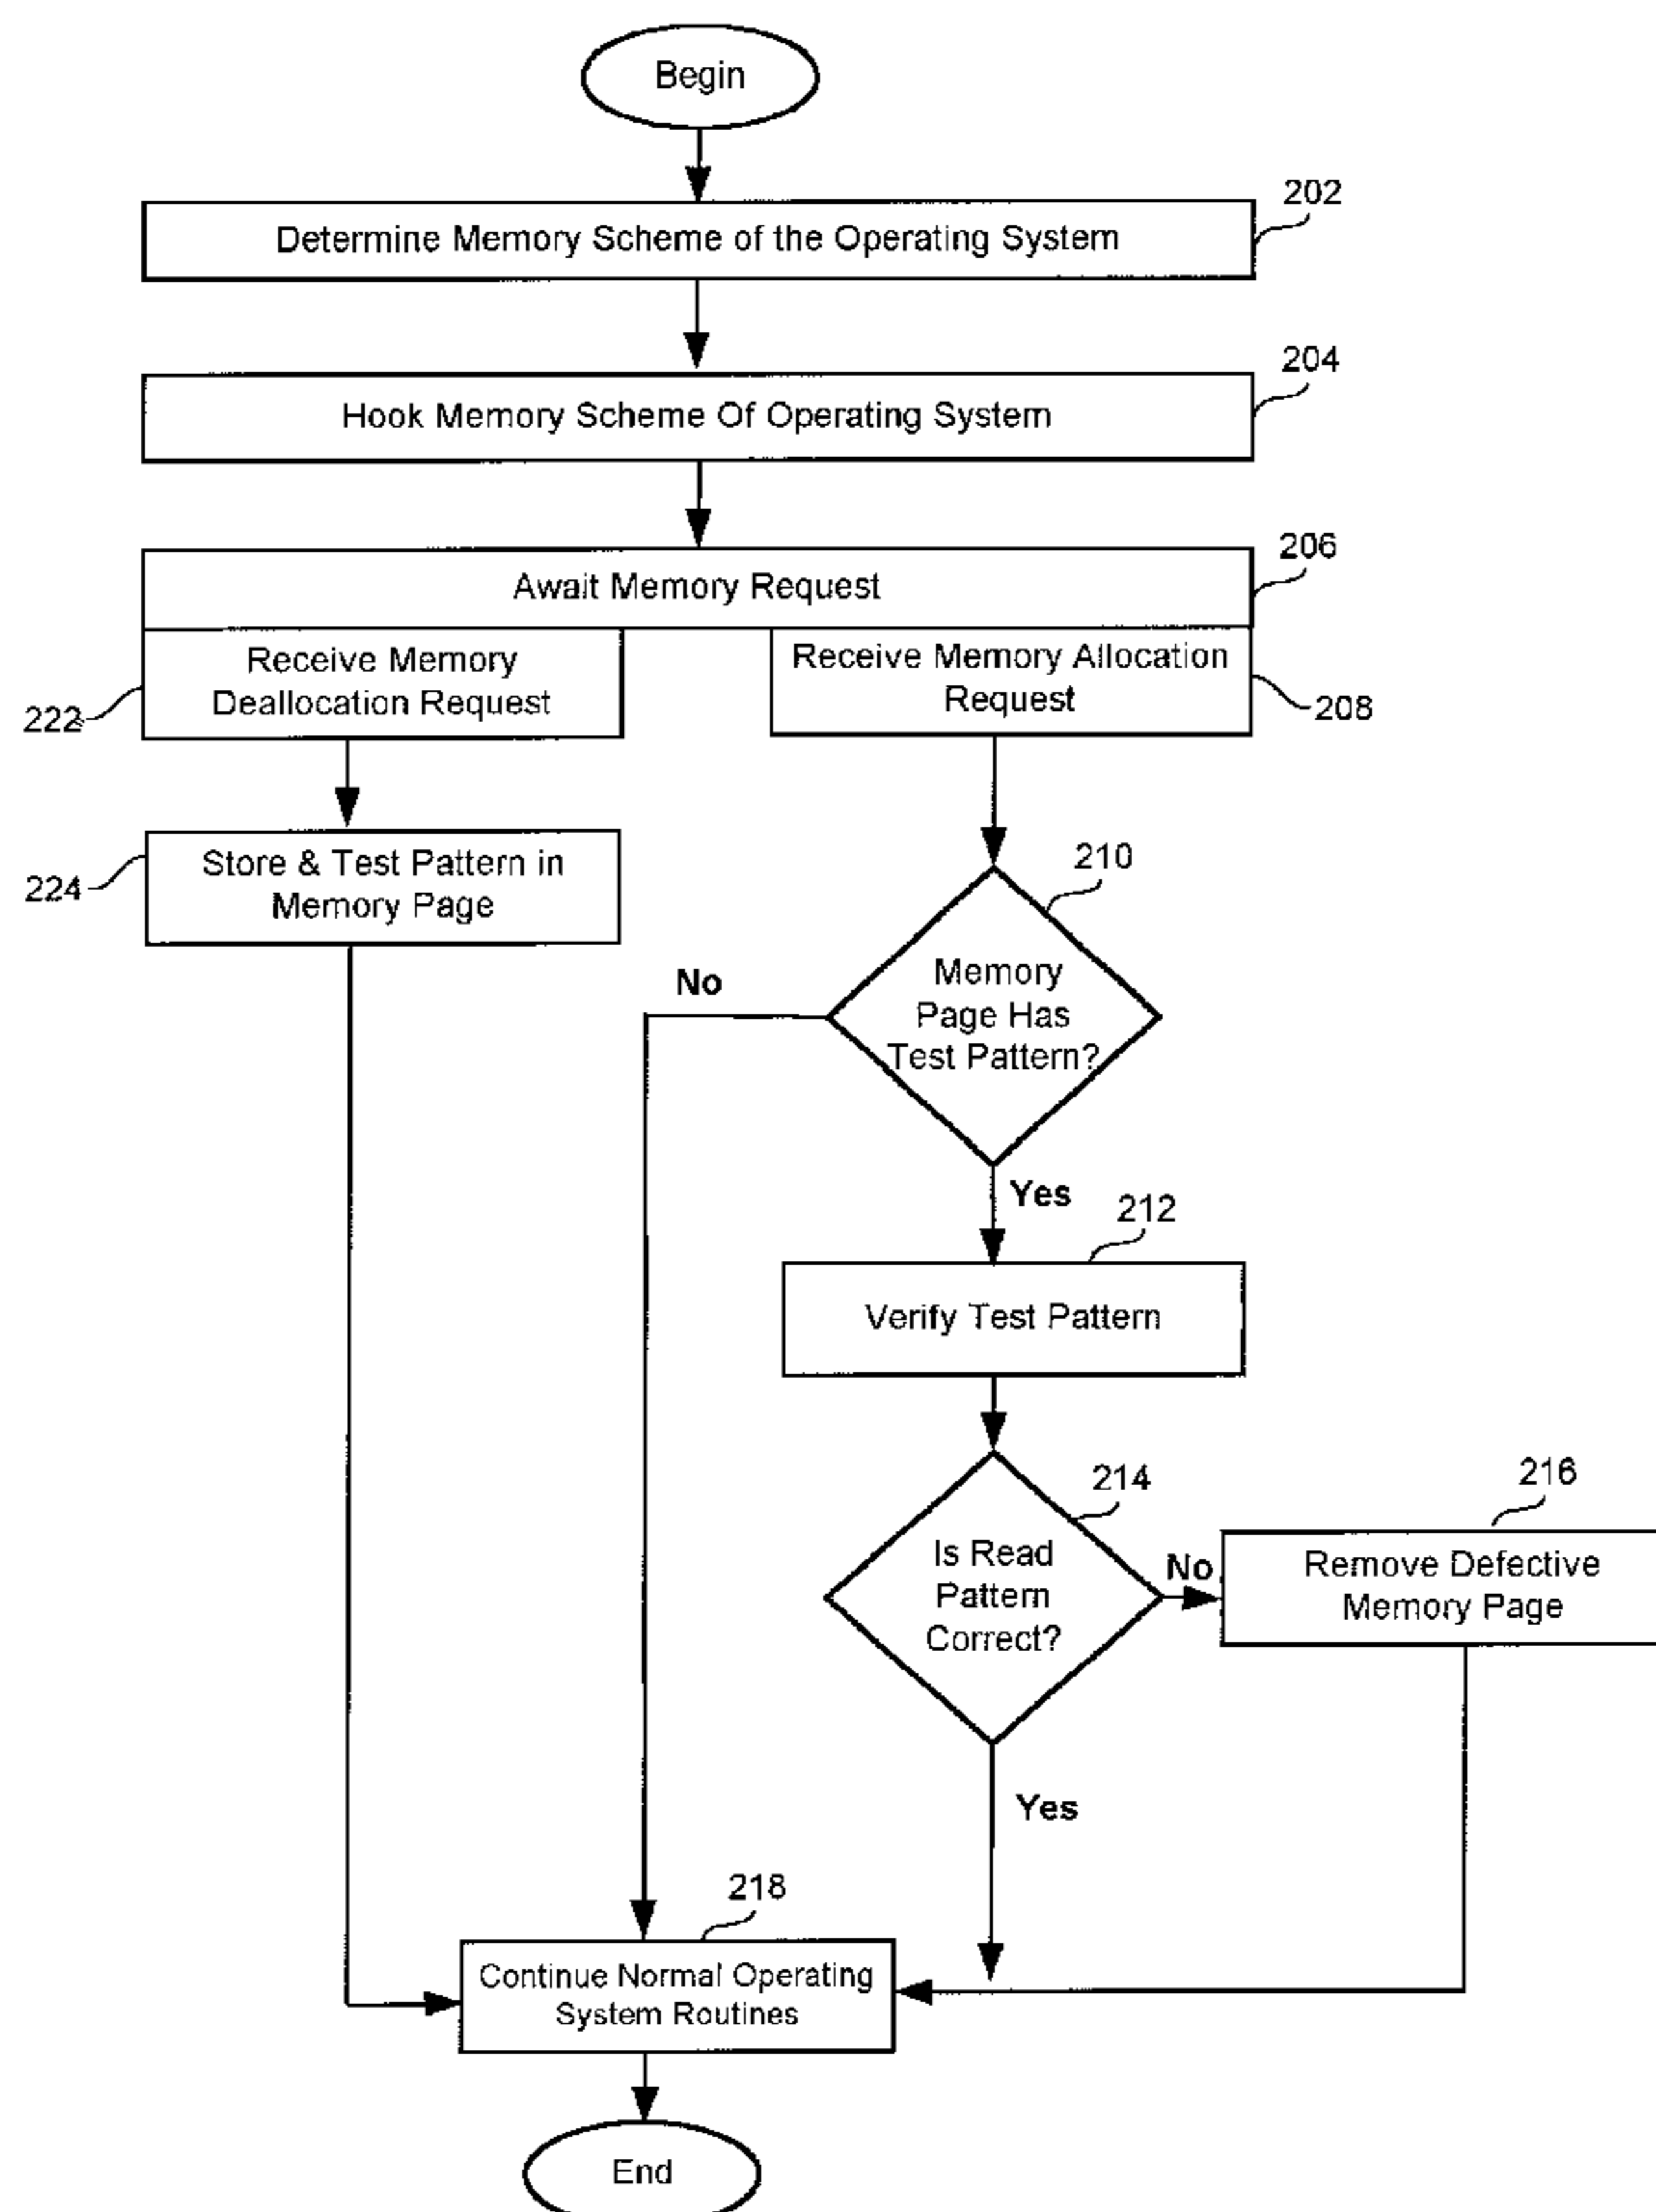 Begin
202
Determine Memory Scheme of the Operating System
204
Hook Memory Scheme Of Operating System
206
Await Memory Request
Receive Memory
Deallocation Request
222
Receive Memory Allocation
Request
208
Store & Test Pattern in
Memory Page
224
210
Memory
Page Has
Test Pattern?
No
Yes
212
Verify Test Pattern
214
Is Read
Pattern
Correct?
No
216
Remove Defective
Memory Page
Yes
218
Continue Normal Operating
System Routines
End